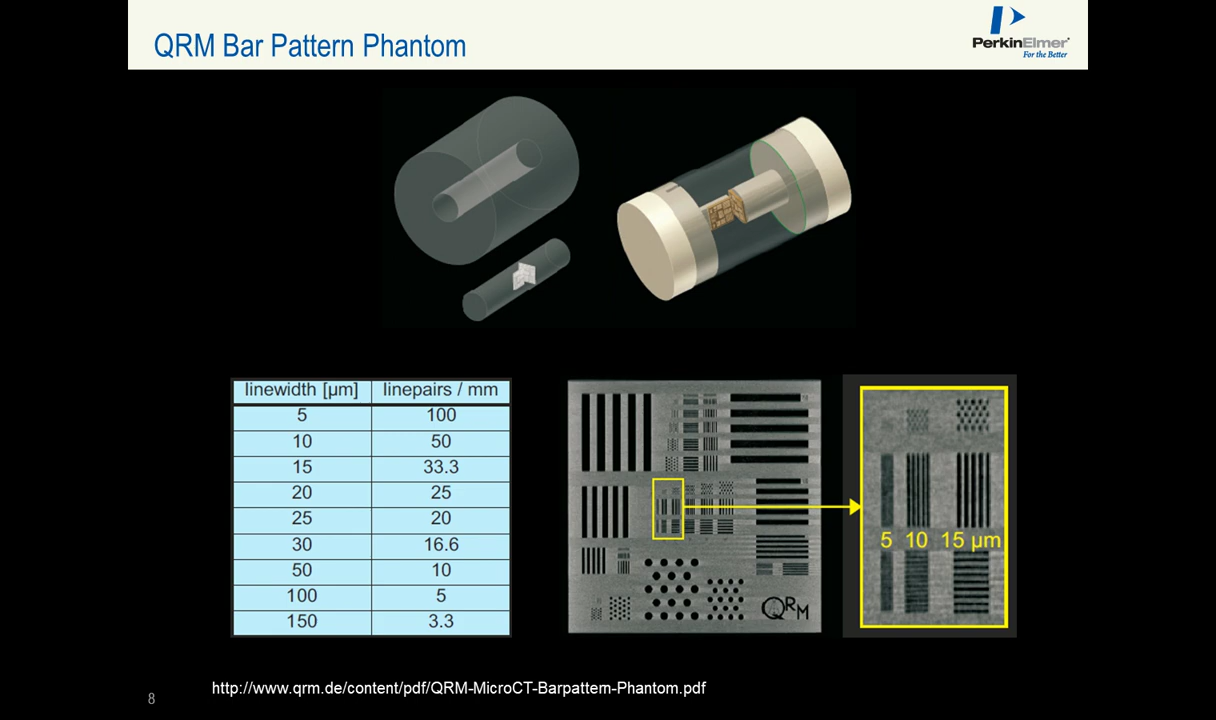 QRM Bar Pattern Phantom
PerkinElmer
For the Better
linewidth [µm] linepairs / mm
5 100
10 50
15 33.3
20 25
25 20
30 16.6
50 10
100 5
150 3.3
QRM
5 10 15 µm
http://www.qrm.de/content/pdf/QRM-MicroCT-Barpattern-Phantom.pdf
8